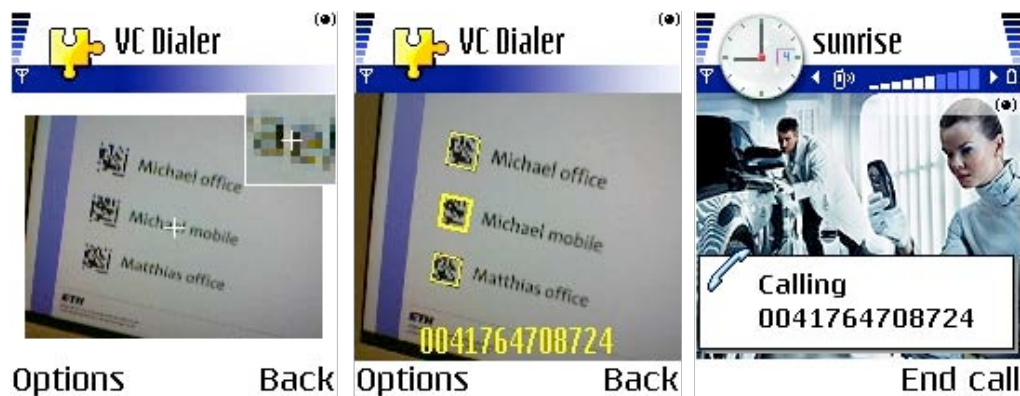 VC Dialer
Michael office
Michael mobile
Matthias office
ETH
Options Back
VC Dialer
Michael office
Michael mobile
Matthias office
ETH
0041764708724
Options Back
sunrise
4
Calling
0041764708724
End call